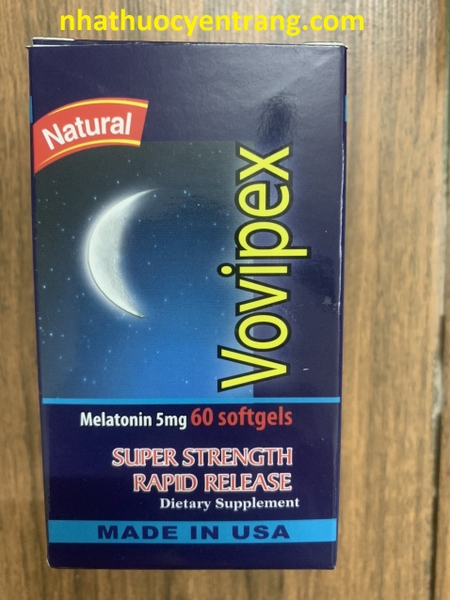 nhathuocyentrang.com
Natural
Vovipex
Melatonin 5mg 60 softgels
SUPER STRENGTH
RAPID RELEASE
Dietary Supplement
MADE IN USA